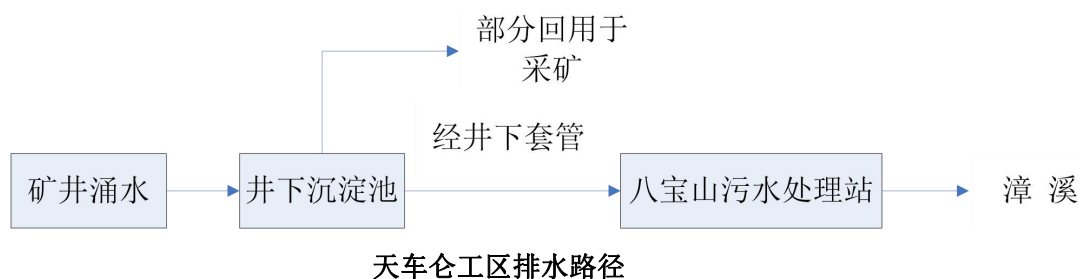 部分回用于
采矿
经井下套管
矿井涌水
井下沉淀池
八宝山污水处理站
漳 溪
天车仑工区排水路径